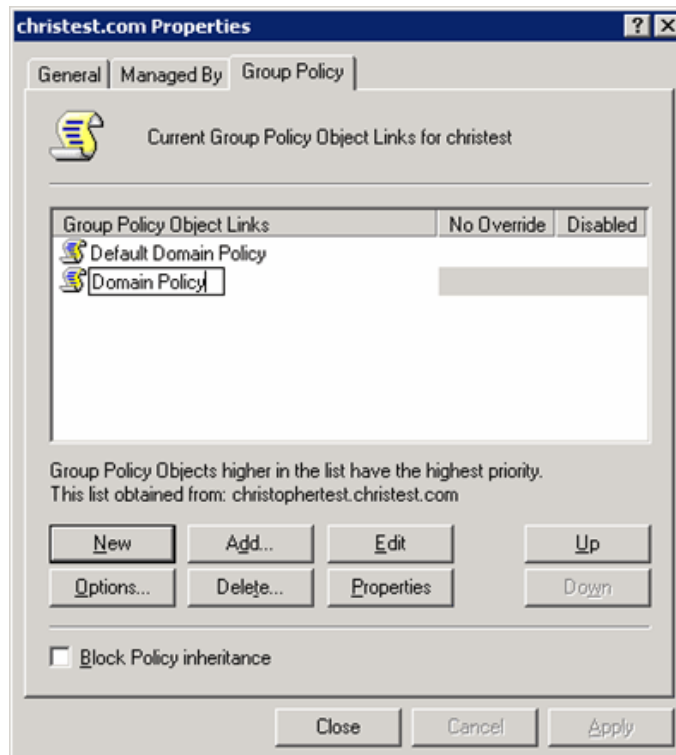 christest.com Properties
General Managed By Group Policy
Current Group Policy Object Links for christest
Group Policy Object Links No Override Disabled
Default Domain Policy
Domain Policy
Group Policy Objects higher in the list have the highest priority.
This list obtained from: christophertest.christest.com
New Add... Edit Up
Options... Delete... Properties Down
Block Policy inheritance
Close Cancel Apply